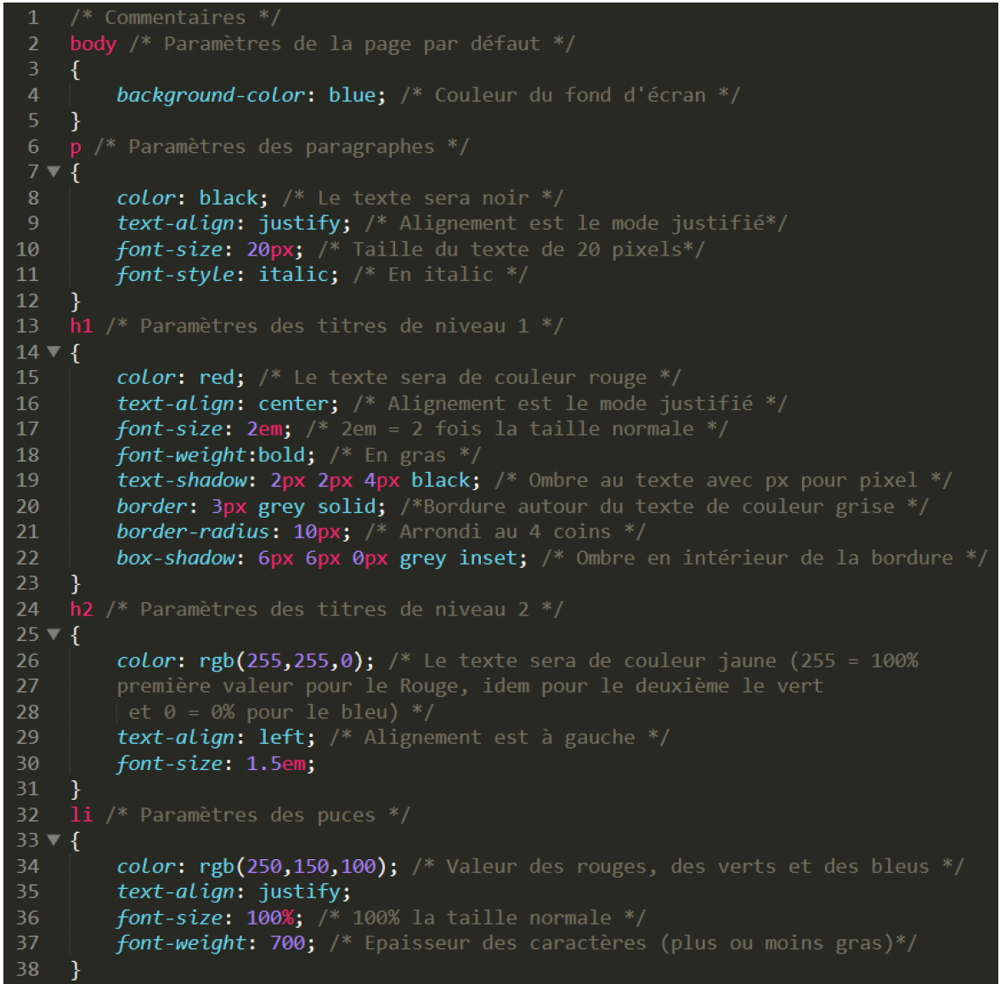 1 /* Commentaires */
2 body /* Paramètres de la page par défaut */
3 {
4 background-color: blue; /* Couleur du fond d'écran */
5 }
6 p /* Paramètres des paragraphes */
7 {
8 color: black; /* Le texte sera noir */
9 text-align: justify; /* Alignement est le mode justifié*/
10 font-size: 20px; /* Taille du texte de 20 pixels*/
11 font-style: italic; /* En italic */
12 }
13 h1 /* Paramètres des titres de niveau 1 */
14 {
15 color: red; /* Le texte sera de couleur rouge */
16 text-align: center; /* Alignement est le mode justifié */
17 font-size: 2em; /* 2em = 2 fois la taille normale */
18 font-weight:bold; /* En gras */
19 text-shadow: 2px 2px 4px black; /* Ombre au texte avec px pour pixel */
20 border: 3px grey solid; /*Bordure autour du texte de couleur grise */
21 border-radius: 10px; /* Arrondi au 4 coins */
22 box-shadow: 6px 6px 0px grey inset; /* Ombre en intérieur de la bordure */
23 }
24 h2 /* Paramètres des titres de niveau 2 */
25 {
26 color: rgb(255,255,0); /* Le texte sera de couleur jaune (255 = 100%
27 première valeur pour le Rouge, idem pour le deuxième le vert
28 et 0 = 0% pour le bleu) */
29 text-align: left; /* Alignement est à gauche */
30 font-size: 1.5em;
31 }
32 li /* Paramètres des puces */
33 {
34 color: rgb(250,150,100); /* Valeur des rouges, des verts et des bleus */
35 text-align: justify;
36 font-size: 100%; /* 100% la taille normale */
37 font-weight: 700; /* Epaisseur des caractères (plus ou moins gras)*/
38 }